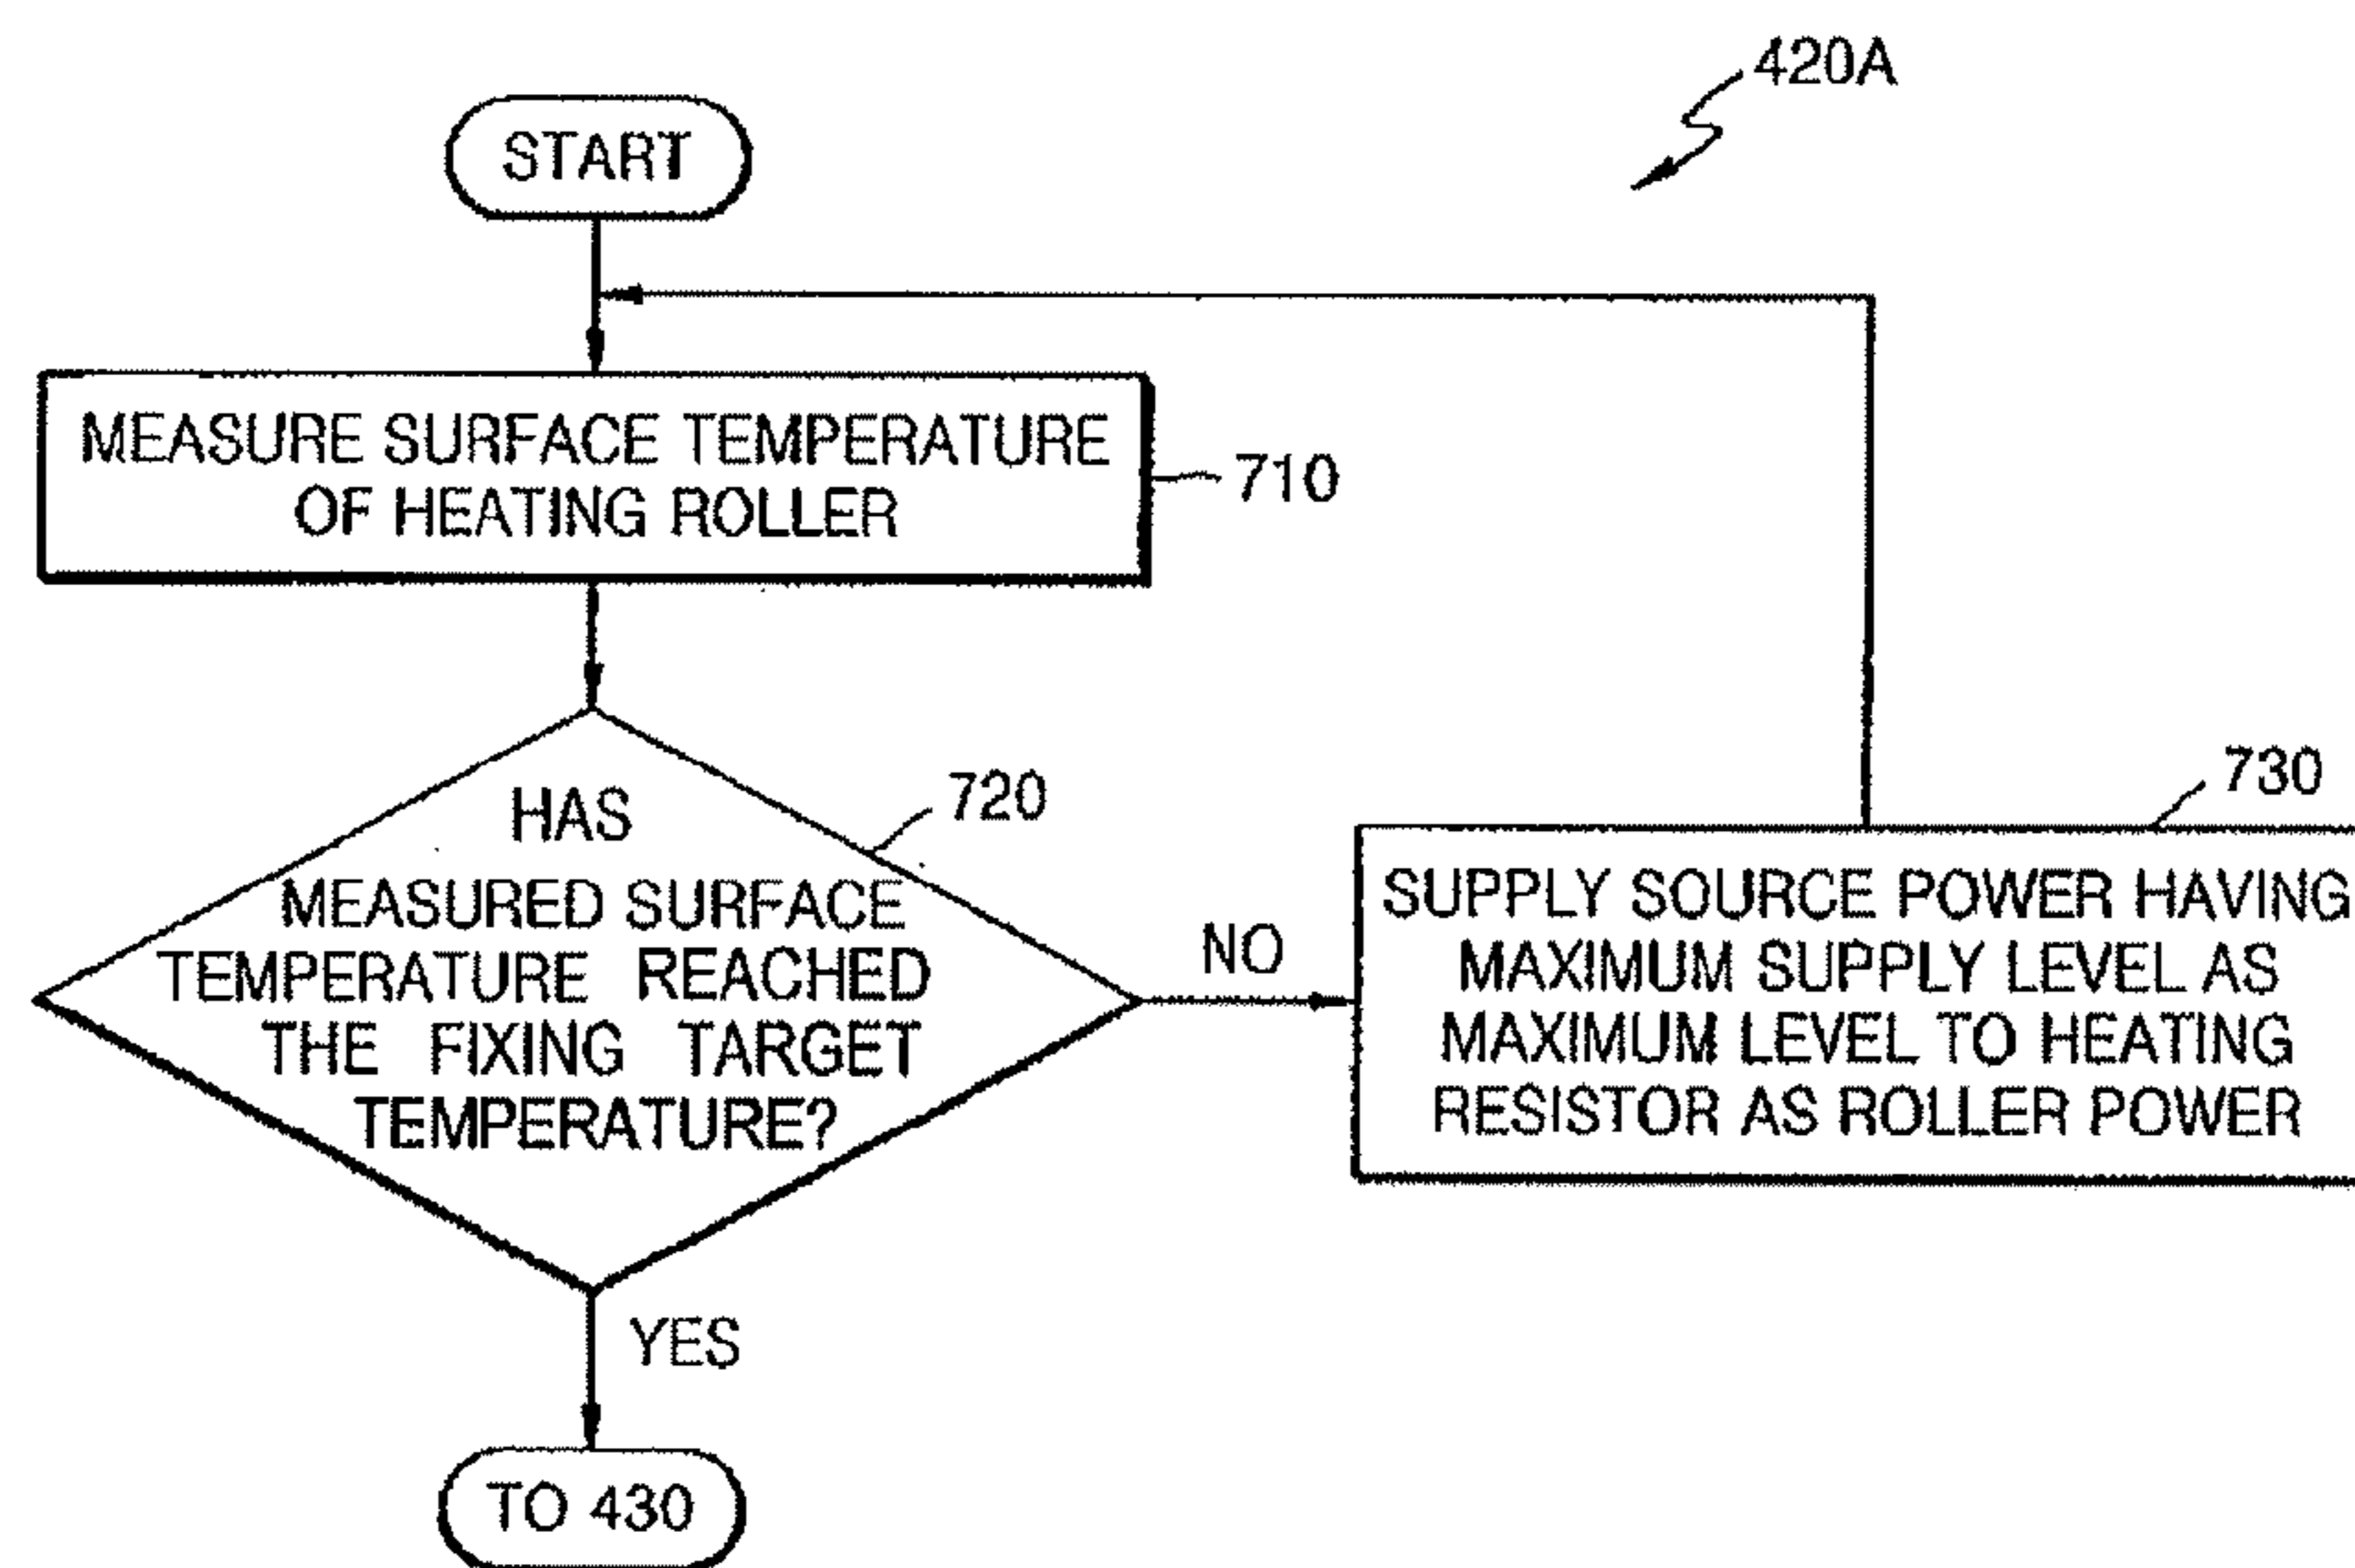 420A
START
MEASURE SURFACE TEMPERATURE
OF HEATING ROLLER
710
HAS
MEASURED SURFACE
TEMPERATURE REACHED
THE FIXING TARGET
TEMPERATURE?
720
NO
730
SUPPLY SOURCE POWER HAVING
MAXIMUM SUPPLY LEVEL AS
MAXIMUM LEVEL TO HEATING
RESISTOR AS ROLLER POWER
YES
TO 430